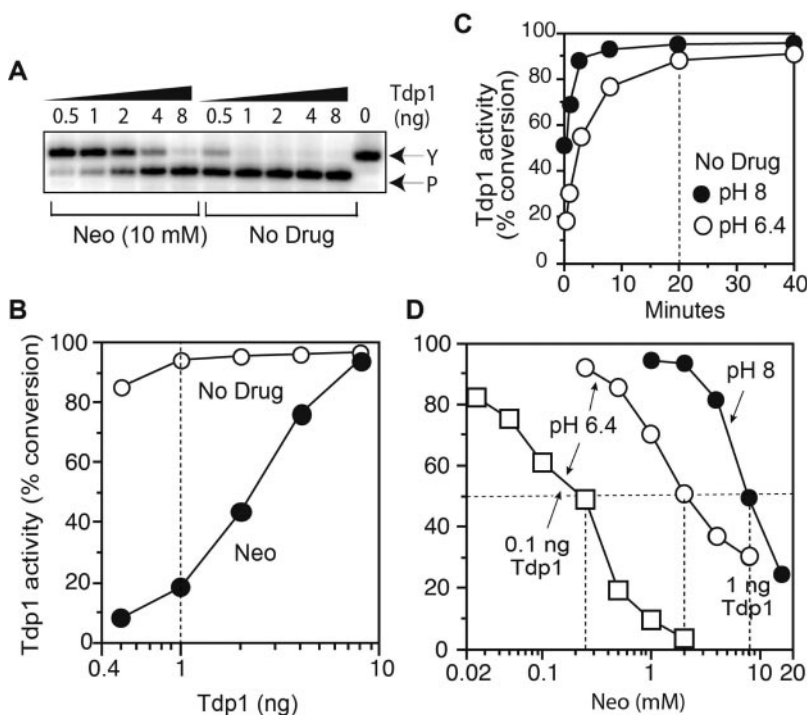 A
0.5 1 2 4 8 0.5 1 2 4 8 0
Tdp1
(ng)
Y
P
Neo (10 mM)
No Drug
B
Tdp1 activity (% conversion)
100
80
60
40
20
0
No Drug
Neo
0.4 1 10
Tdp1 (ng)
C
Tdp1 activity
(% conversion)
100
80
60
40
20
0
No Drug
pH 8
pH 6.4
0 10 20 30 40
Minutes
D
100
80
60
40
20
0
pH 8
pH 6.4
0.1 ng
Tdp1
1 ng
Tdp1
0.02 0.1 1 10 20
Neo (mM)